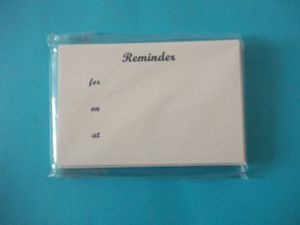 Reminder
for
on
at